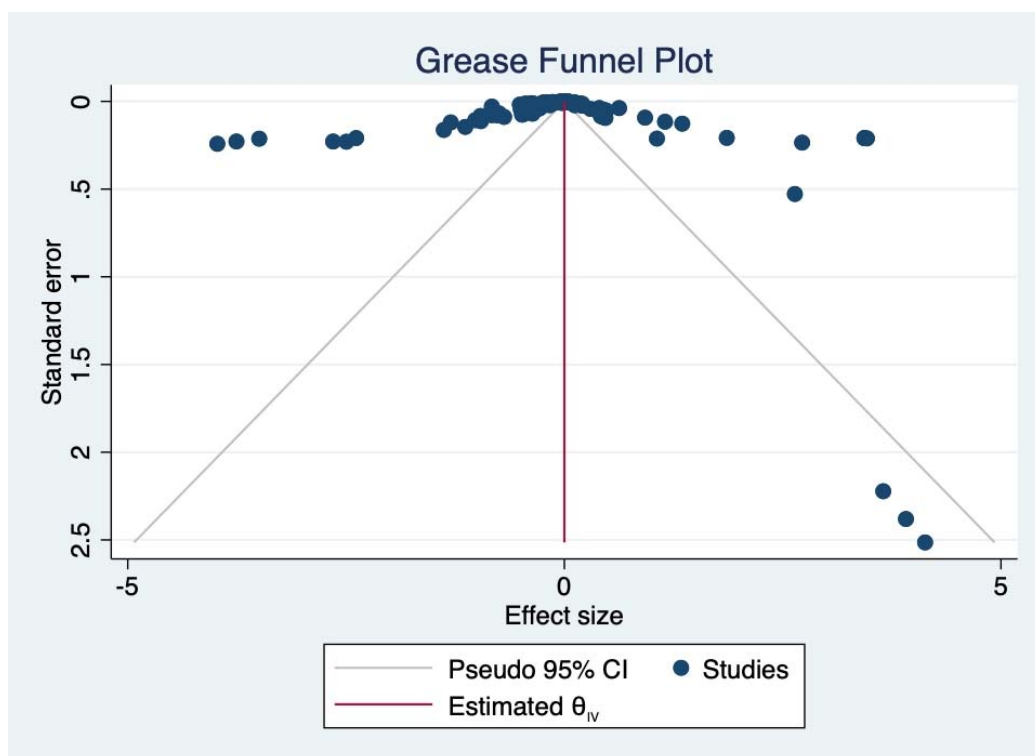 Grease Funnel Plot
Standard error
0
.5
1
1.5
2
2.5
-5
0
5
Effect size
Pseudo 95% CI
Studies
Estimated θIV